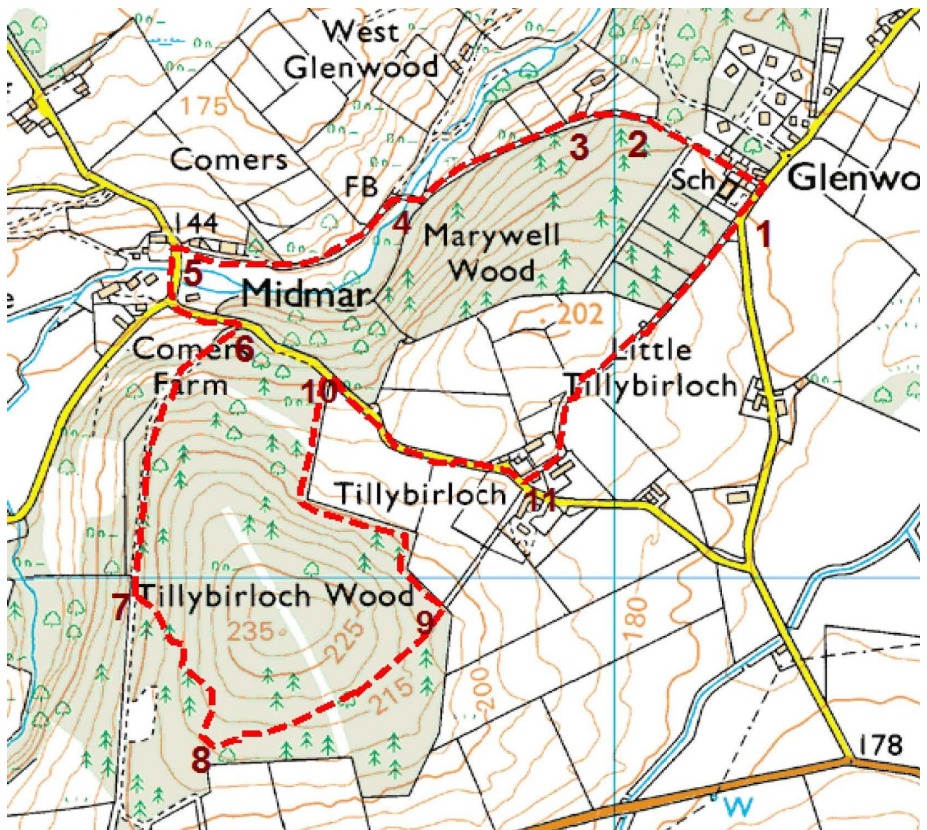 West
Glenwood
175
Comers
FB
3
2
Sch
Glenwo
4
1
144
Marywell
Wood
5
Midmar
e
202
6
Comers
Farm
Little
Tillybirloch
10
Tillybirloch
11
7
Tillybirloch Wood
9
235
225
180
200
215
8
178
W